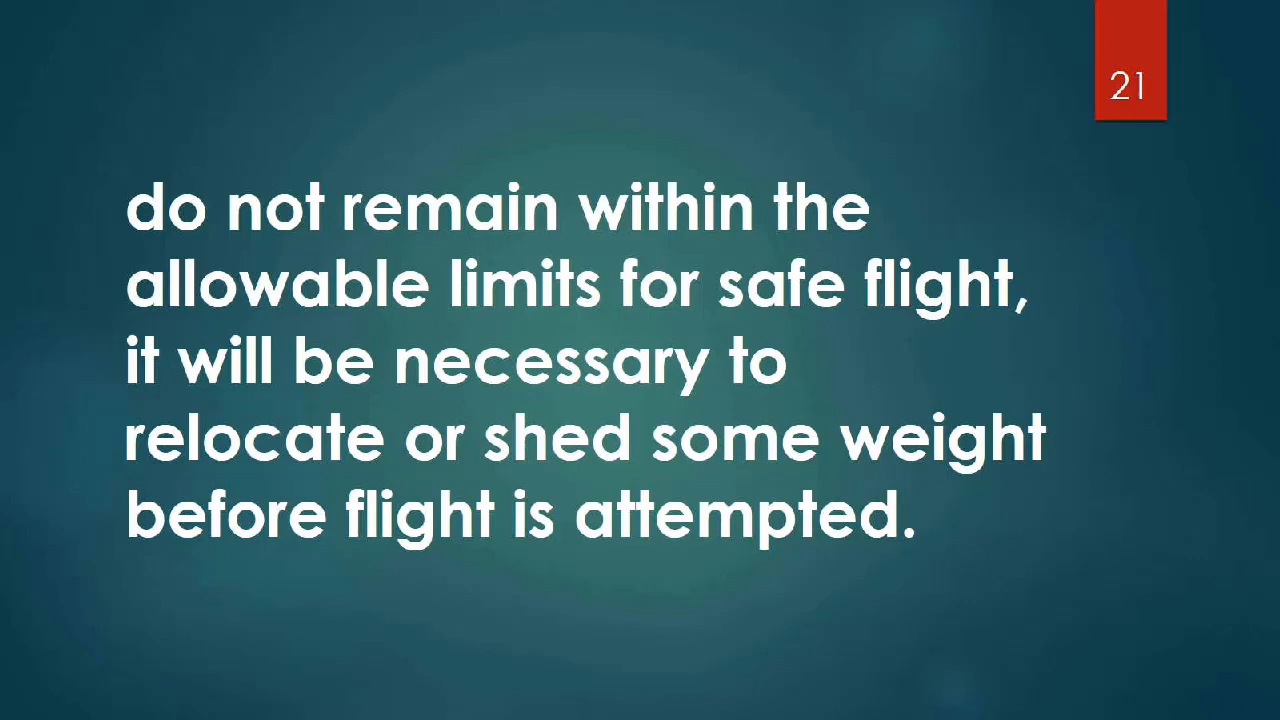 21
do not remain within the
allowable limits for safe flight,
it will be necessary to
relocate or shed some weight
before flight is attempted.